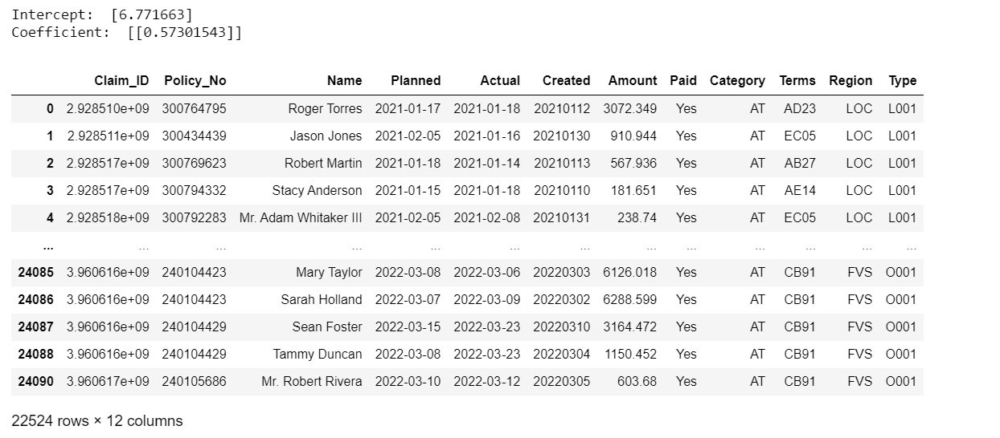 Intercept:  [6.771663]
Coefficient:  [[0.57301543]]
Claim_ID Policy_No Name Planned Actual Created Amount Paid Category Terms Region Type
0 2.928510e+09 300764795 Roger Torres 2021-01-17 2021-01-18 20210112 3072.349 Yes AT AD23 LOC L001
1 2.928511e+09 300434439 Jason Jones 2021-02-05 2021-01-16 20210130 910.944 Yes AT EC05 LOC L001
2 2.928517e+09 300769623 Robert Martin 2021-01-18 2021-01-14 20210113 567.936 Yes AT AB27 LOC L001
3 2.928517e+09 300794332 Stacy Anderson 2021-01-15 2021-01-18 20210110 181.651 Yes AT AE14 LOC L001
4 2.928518e+09 300792283 Mr. Adam Whitaker III 2021-02-05 2021-02-08 20210131 238.74 Yes AT EC05 LOC L001
... ... ... ... ... ... ... ... ... ... ... ... ...
24085 3.960616e+09 240104423 Mary Taylor 2022-03-08 2022-03-06 20220303 6126.018 Yes AT CB91 FVS O001
24086 3.960616e+09 240104423 Sarah Holland 2022-03-07 2022-03-09 20220302 6288.599 Yes AT CB91 FVS O001
24087 3.960616e+09 240104429 Sean Foster 2022-03-15 2022-03-23 20220310 3164.472 Yes AT CB91 FVS O001
24088 3.960616e+09 240104429 Tammy Duncan 2022-03-08 2022-03-23 20220304 1150.452 Yes AT CB91 FVS O001
24090 3.960617e+09 240105686 Mr. Robert Rivera 2022-03-10 2022-03-12 20220305 603.68 Yes AT CB91 FVS O001
22524 rows × 12 columns